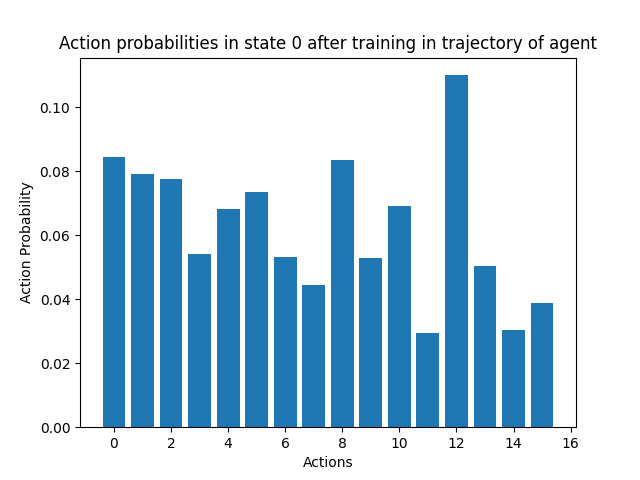 Action probabilities in state 0 after training in trajectory of agent
Action Probability
0.10
0.08
0.06
0.04
0.02
0.00
0 2 4 6 8 10 12 14 16
Actions